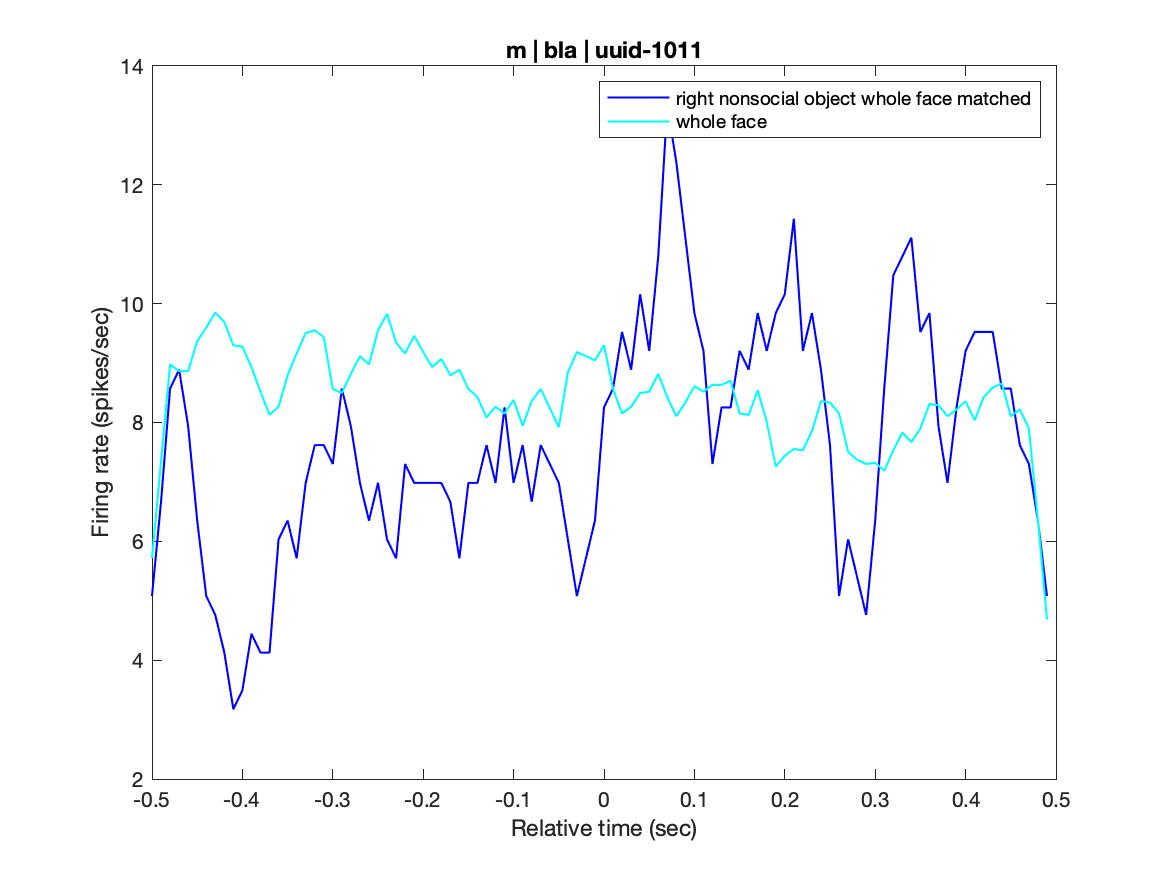 m | bla | uuid-1011
14
right nonsocial object whole face matched
whole face
12
10
8
6
4
2
Firing rate (spikes/sec)
-0.5 -0.4 -0.3 -0.2 -0.1 0 0.1 0.2 0.3 0.4 0.5
Relative time (sec)